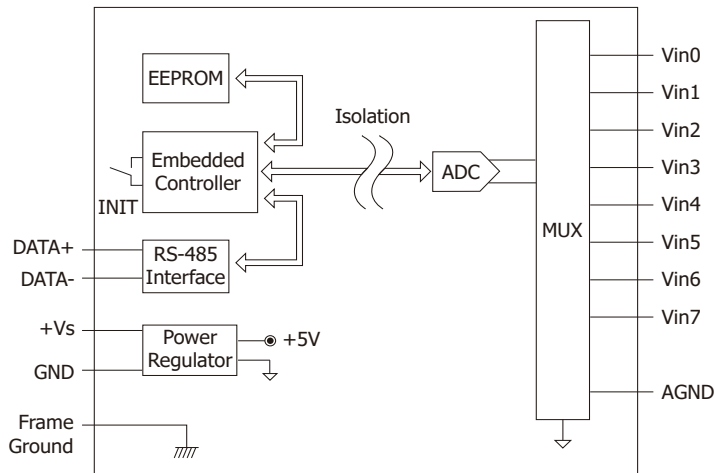 EEPROM
Isolation
Embedded
Controller
INIT
ADC
MUX
Vin0
Vin1
Vin2
Vin3
Vin4
Vin5
Vin6
Vin7
AGND
DATA+
DATA-
RS-485
Interface
+Vs
GND
Power
Regulator
+5V
Frame
Ground